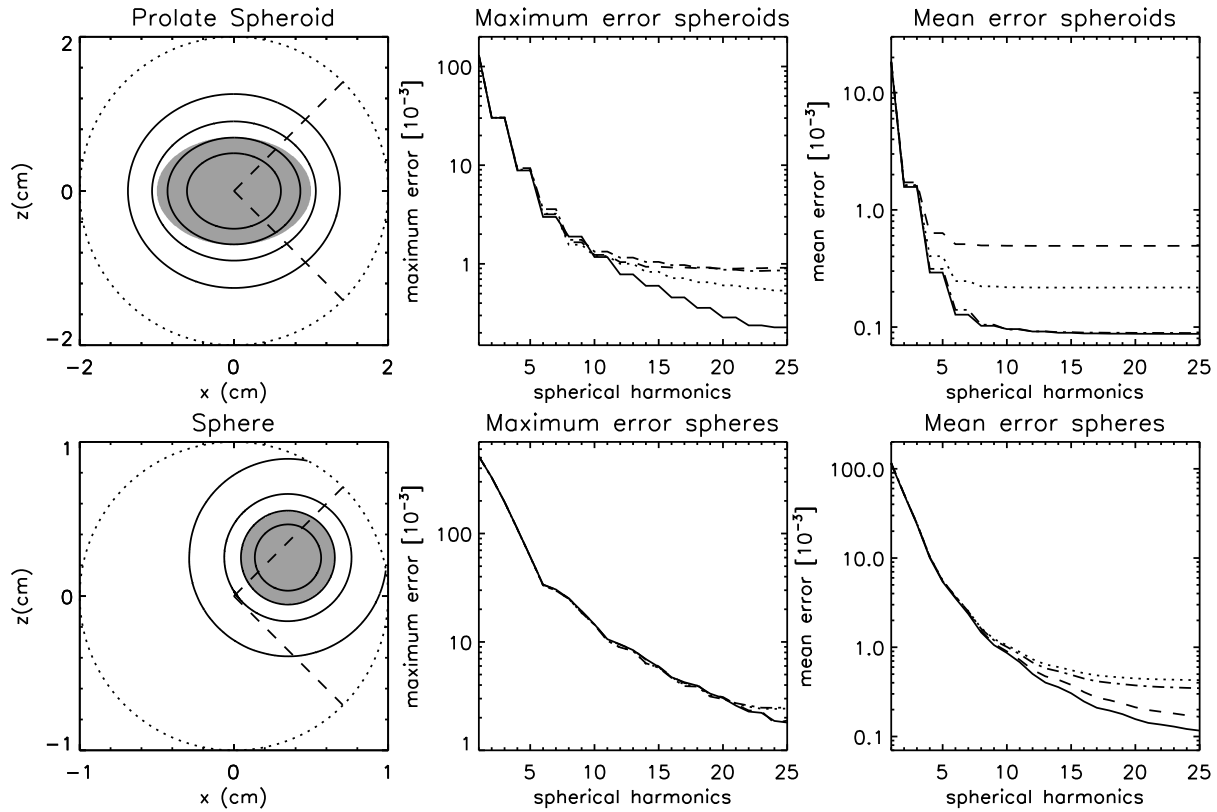 Prolate Spheroid
2
0
−2
z(cm)
−2 0 2
x (cm)
Maximum error spheroids
100
10
1
maximum error [10⁻³]
5 10 15 20 25
spherical harmonics
Mean error spheroids
10.0
1.0
0.1
mean error [10⁻³]
5 10 15 20 25
spherical harmonics
Sphere
1
0
−1
z(cm)
−1 0 1
x (cm)
Maximum error spheres
100
10
1
maximum error [10⁻³]
5 10 15 20 25
spherical harmonics
Mean error spheres
100.0
10.0
1.0
0.1
mean error [10⁻³]
5 10 15 20 25
spherical harmonics